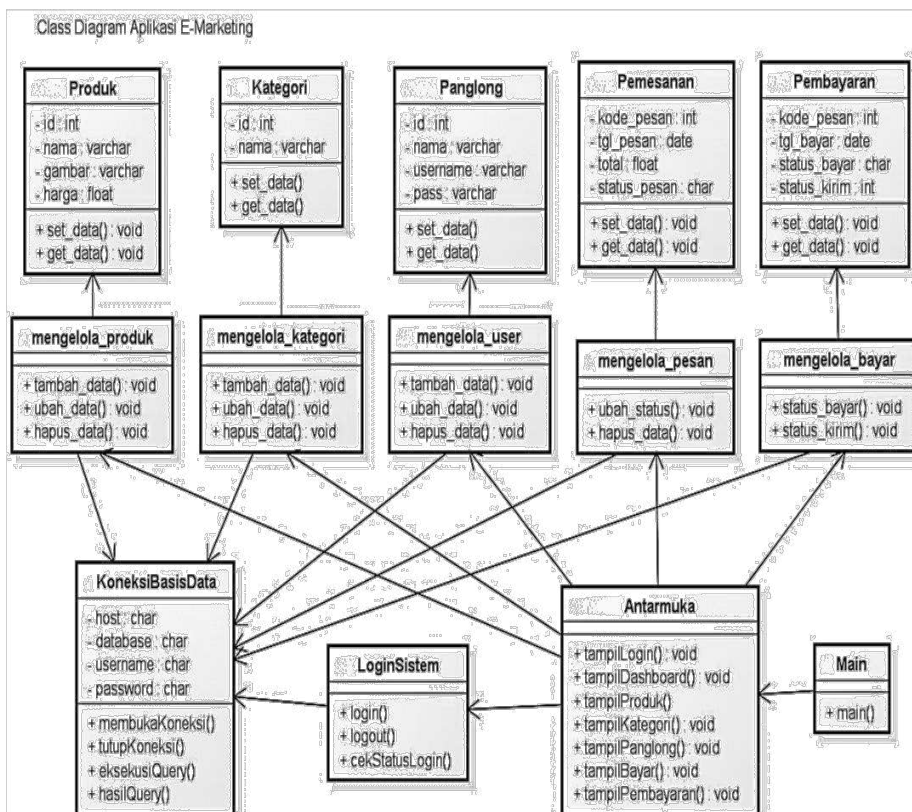 Class Diagram Aplikasi E-Marketing
Produk
- id : int
- nama : varchar
- gambar : varchar
- harga : float
+ set_data() : void
+ get_data() : void
Kategori
- id : int
- nama : varchar
+ set_data()
+ get_data()
Panglong
- id : int
- nama : varchar
- username : varchar
- pass : varchar
+ set_data()
+ get_data()
Pemesanan
- kode_pesan : int
- tgl_pesan : date
- total : float
- status_pesan : char
+ set_data() : void
+ get_data() : void
Pembayaran
- kode_pesan : int
- tgl_bayar : date
- status_bayar : char
- status_kirim : int
+ set_data() : void
+ get_data() : void
mengelola_produk
+ tambah_data() : void
+ ubah_data() : void
+ hapus_data() : void
mengelola_kategori
+ tambah_data() : void
+ ubah_data() : void
+ hapus_data() : void
mengelola_user
+ tambah_data() : void
+ ubah_data() : void
+ hapus_data() : void
mengelola_pesan
+ ubah_status() : void
+ hapus_data() : void
mengelola_bayar
+ status_bayar() : void
+ status_kirim() : void
KoneksiBasisData
- host : char
- database : char
- username : char
- password : char
+ membukaKoneksi()
+ tutupKoneksi()
+ eksekusiQuery()
+ hasilQuery()
LoginSistem
+ login()
+ logout()
+ cekStatusLogin()
Antarmuka
+ tampilLogin() : void
+ tampilDashboard() : void
+ tampilProduk()
+ tampilKategori() : void
+ tampilPanglong() : void
+ tampilBayar() : void
+ tampilPembayaran() : void
Main
+ main()